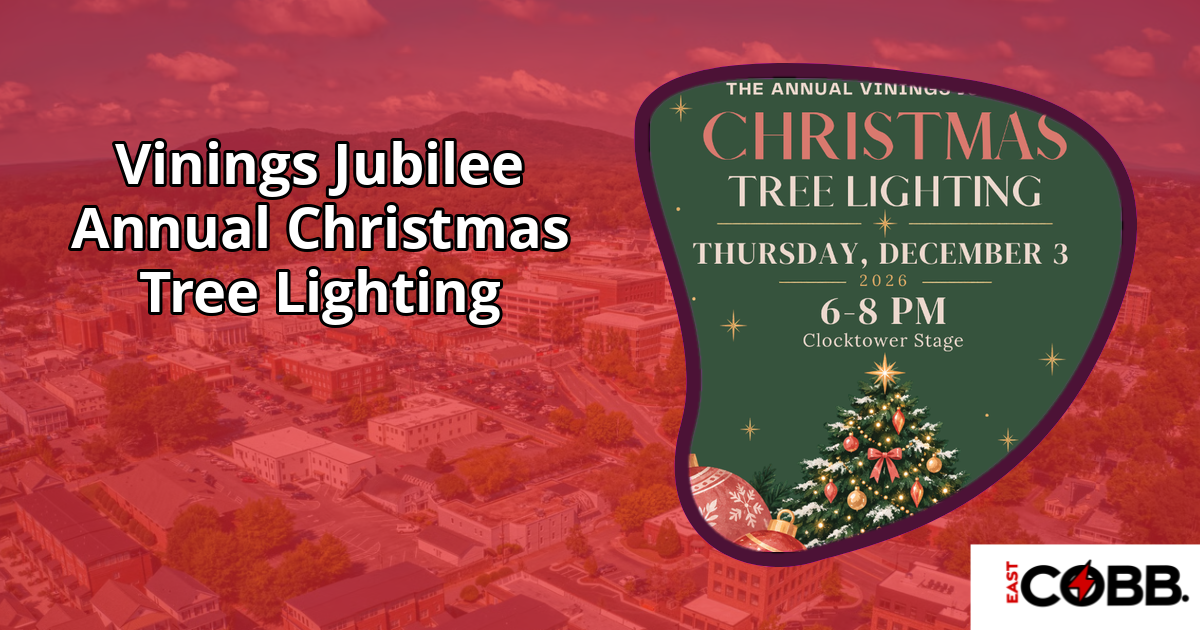 Vinings Jubilee
Annual Christmas
Tree Lighting
THE ANNUAL VININGS
CHRISTMAS
TREE LIGHTING
THURSDAY, DECEMBER 3
2026
6-8 PM
Clocktower Stage
EAST
COBB.